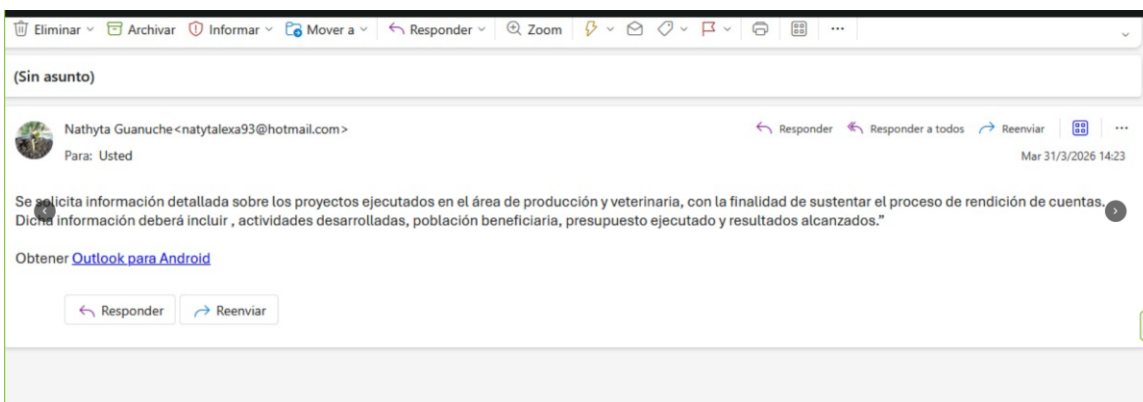 Eliminar Archivar Informar Mover a Responder Zoom ...
(Sin asunto)
Nathyta Guanuche<natytalexa93@hotmail.com>
Responder Responder a todos Reenviar ...
Para: Usted
Mar 31/3/2026 14:23
Se solicita información detallada sobre los proyectos ejecutados en el área de producción y veterinaria, con la finalidad de sustentar el proceso de rendición de cuentas.
Dicha información deberá incluir , actividades desarrolladas, población beneficiaria, presupuesto ejecutado y resultados alcanzados.”
Obtener Outlook para Android
Responder Reenviar